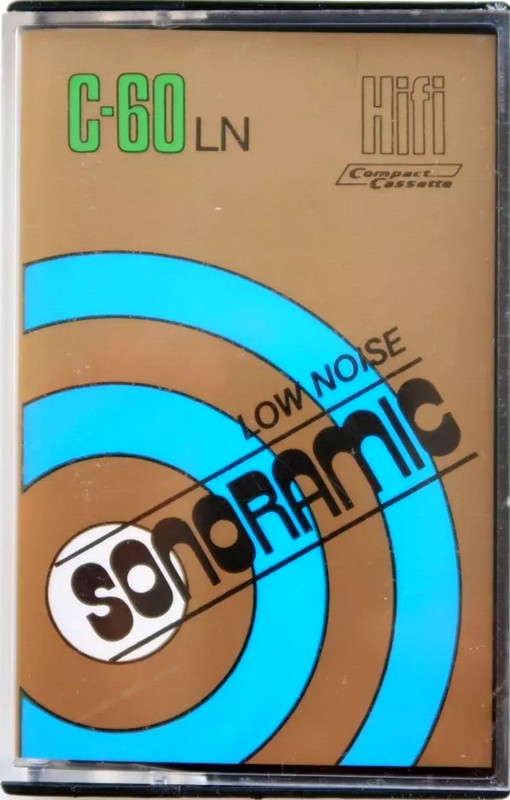 C-60 LN
Hifi
Compact
Cassette
LOW NOISE
SONORAMIC